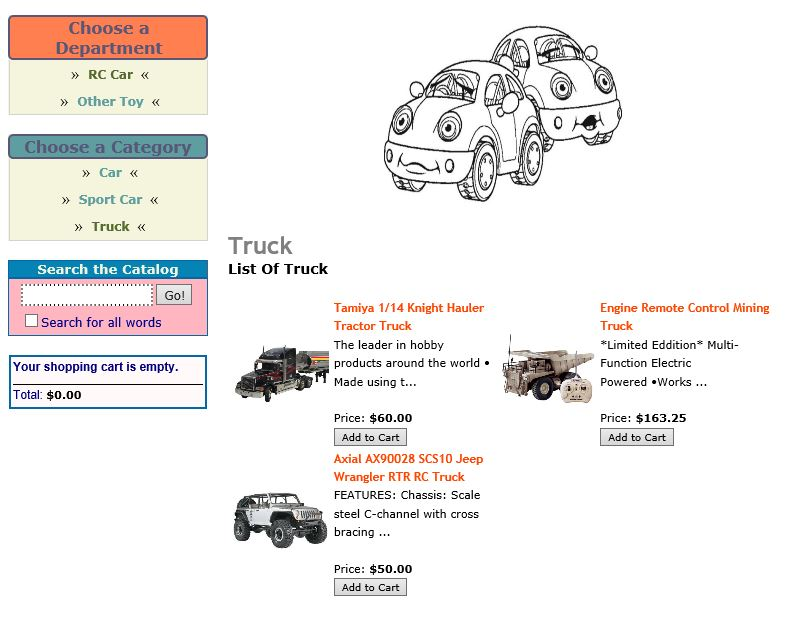 Choose a
Department
» RC Car «
» Other Toy «
Choose a Category
» Car «
» Sport Car «
» Truck «
Search the Catalog
Go!
Search for all words
Your shopping cart is empty.
Total: $0.00
Truck
List Of Truck
Tamiya 1/14 Knight Hauler
Tractor Truck
The leader in hobby
products around the world •
Made using t...
Price: $60.00
Add to Cart
Engine Remote Control Mining
Truck
*Limited Eddition* Multi-
Function Electric
Powered •Works ...
Price: $163.25
Add to Cart
Axial AX90028 SCS10 Jeep
Wrangler RTR RC Truck
FEATURES: Chassis: Scale
steel C-channel with cross
bracing ...
Price: $50.00
Add to Cart